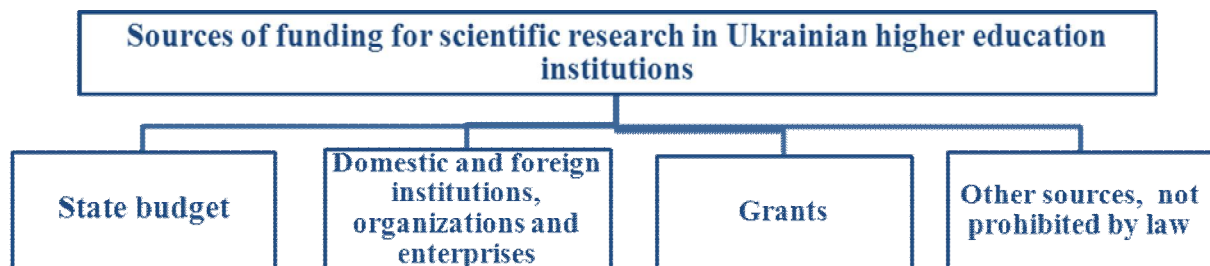 Sources of funding for scientific research in Ukrainian higher education
institutions
State budget
Domestic and foreign
institutions,
organizations and
enterprises
Grants
Other sources, not
prohibited by law